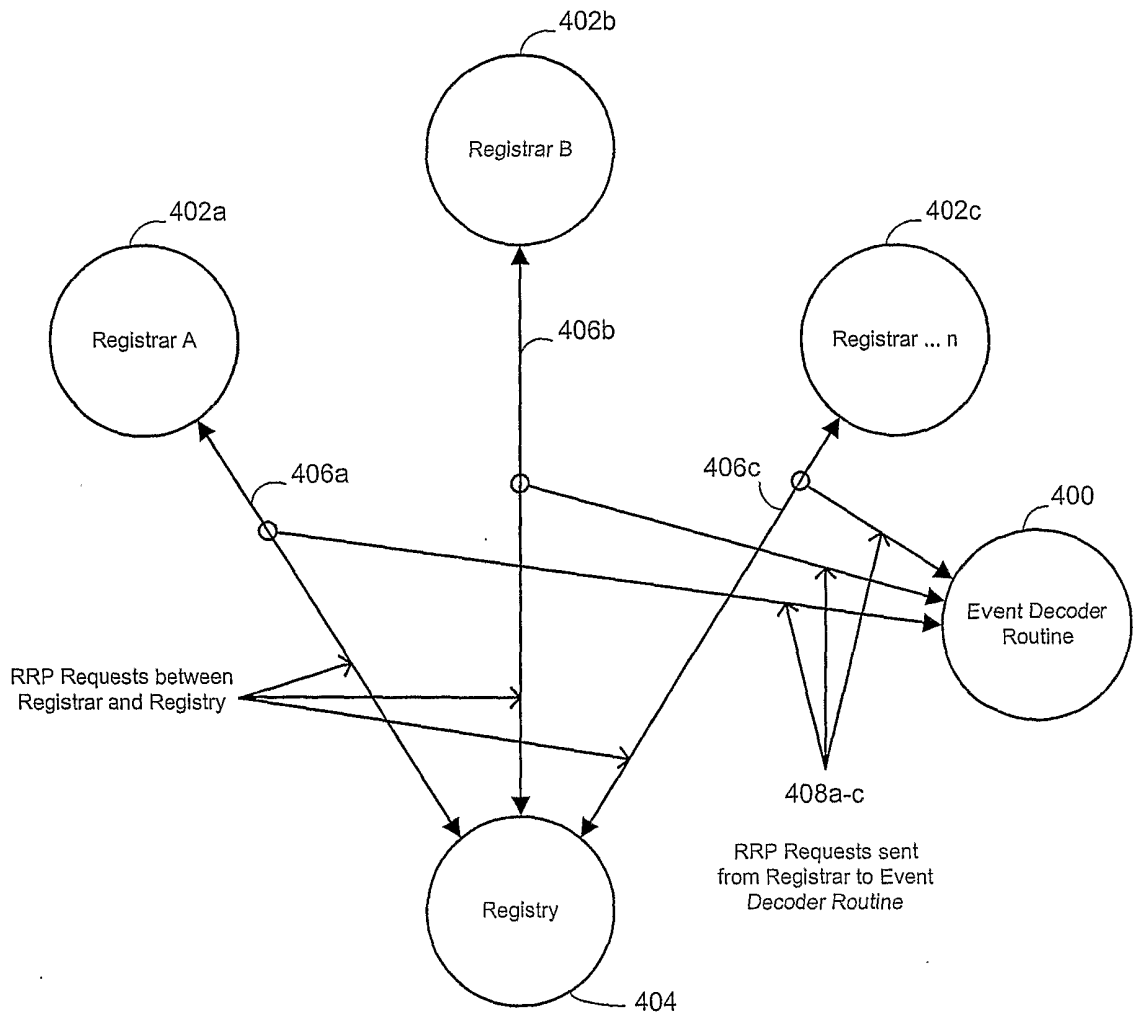 402b
Registrar B
402a
402c
Registrar A
Registrar ... n
406b
406a
406c
400
Event Decoder
Routine
RRP Requests between
Registrar and Registry
408a-c
RRP Requests sent
from Registrar to Event
Decoder Routine
Registry
404